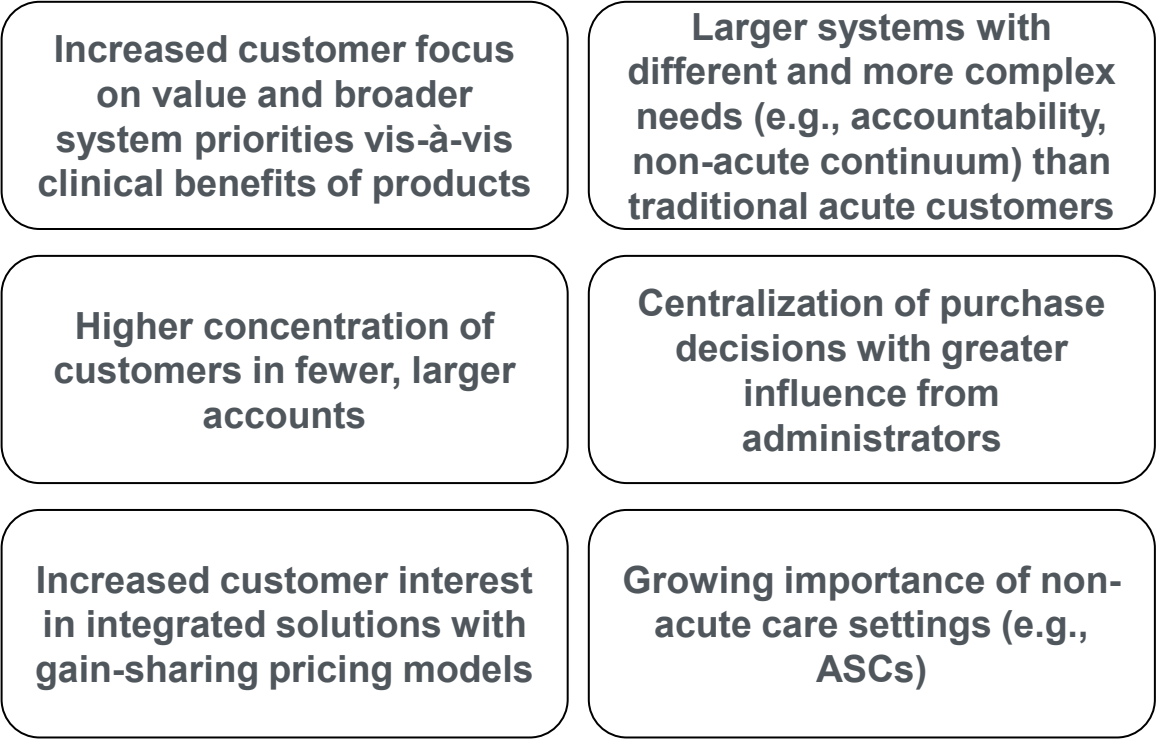 Increased customer focus
on value and broader
system priorities vis-à-vis
clinical benefits of products
Larger systems with
different and more complex
needs (e.g., accountability,
non-acute continuum) than
traditional acute customers
Higher concentration of
customers in fewer, larger
accounts
Centralization of purchase
decisions with greater
influence from
administrators
Increased customer interest
in integrated solutions with
gain-sharing pricing models
Growing importance of non-
acute care settings (e.g.,
ASCs)